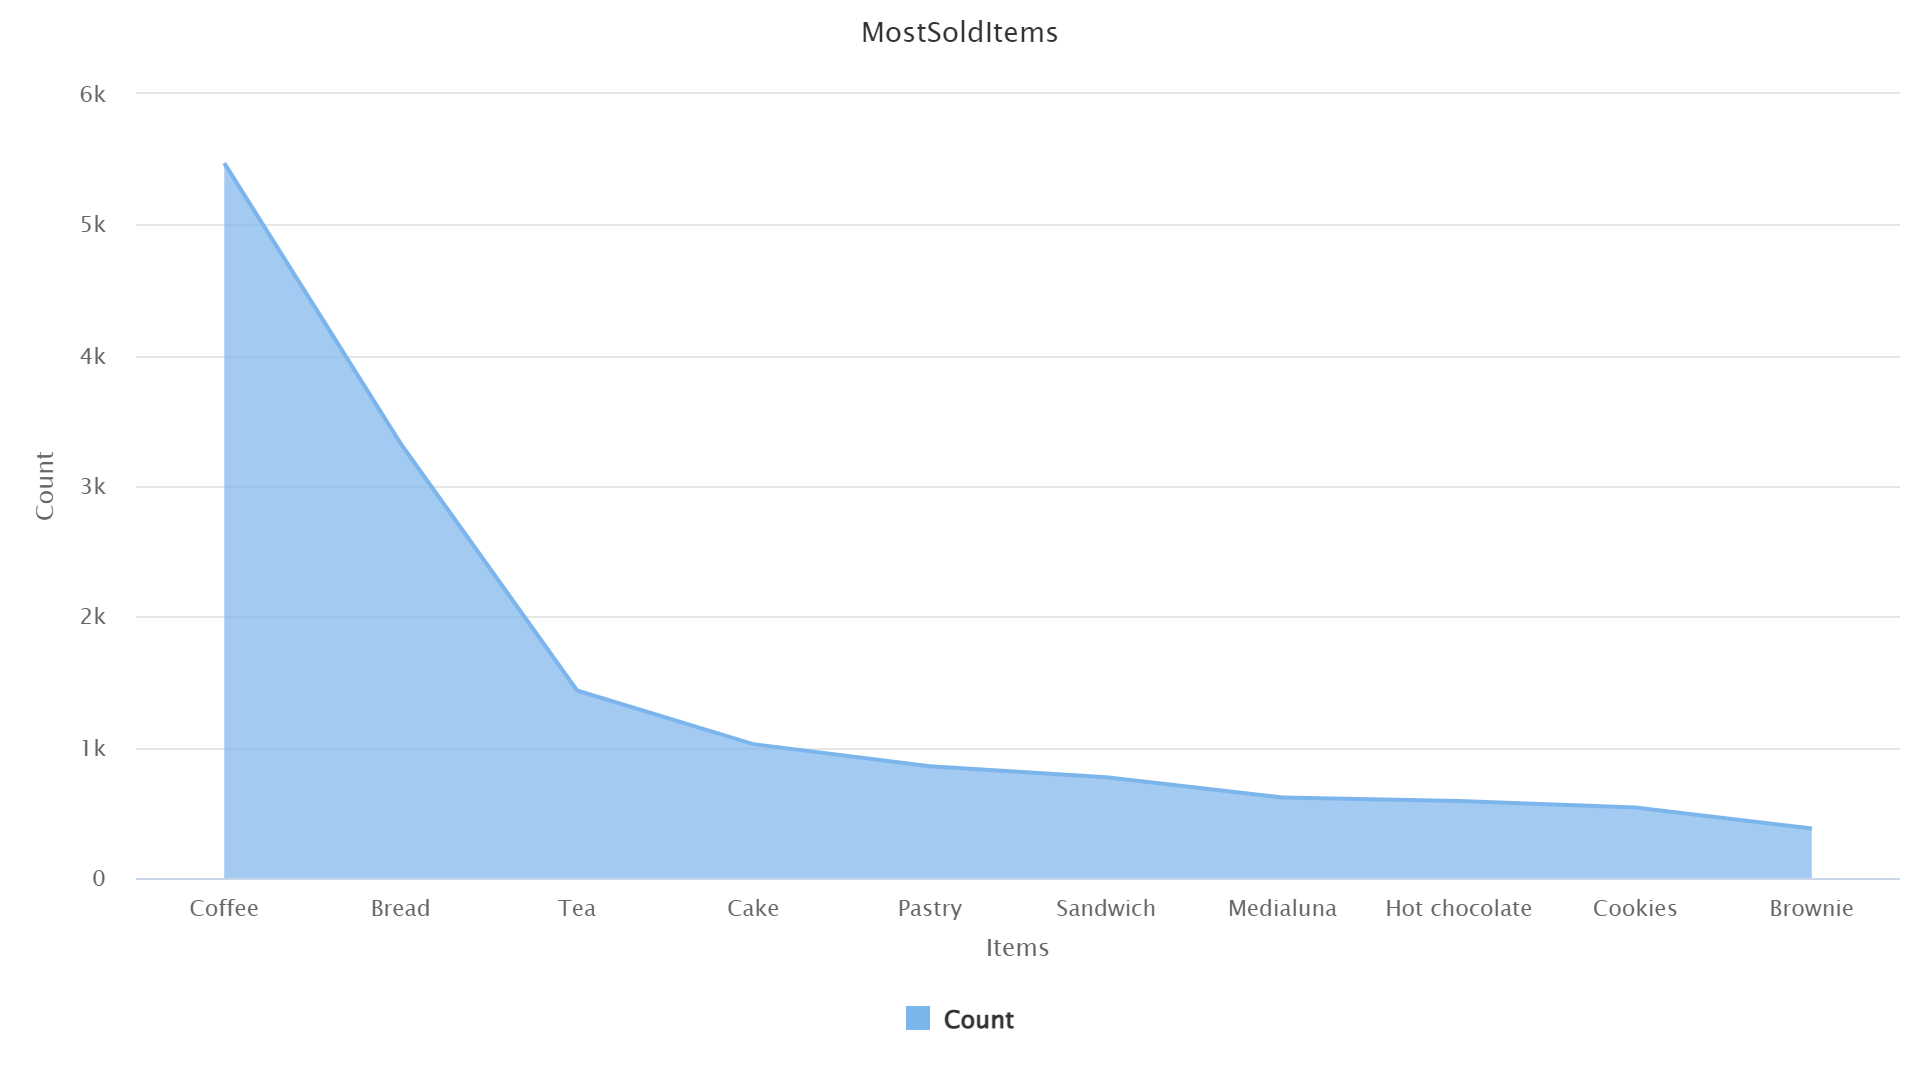 MostSoldItems
6k
5k
4k
3k
2k
1k
0
Count
Coffee Bread Tea Cake Pastry Sandwich Medialuna Hot chocolate Cookies Brownie
Items
Count